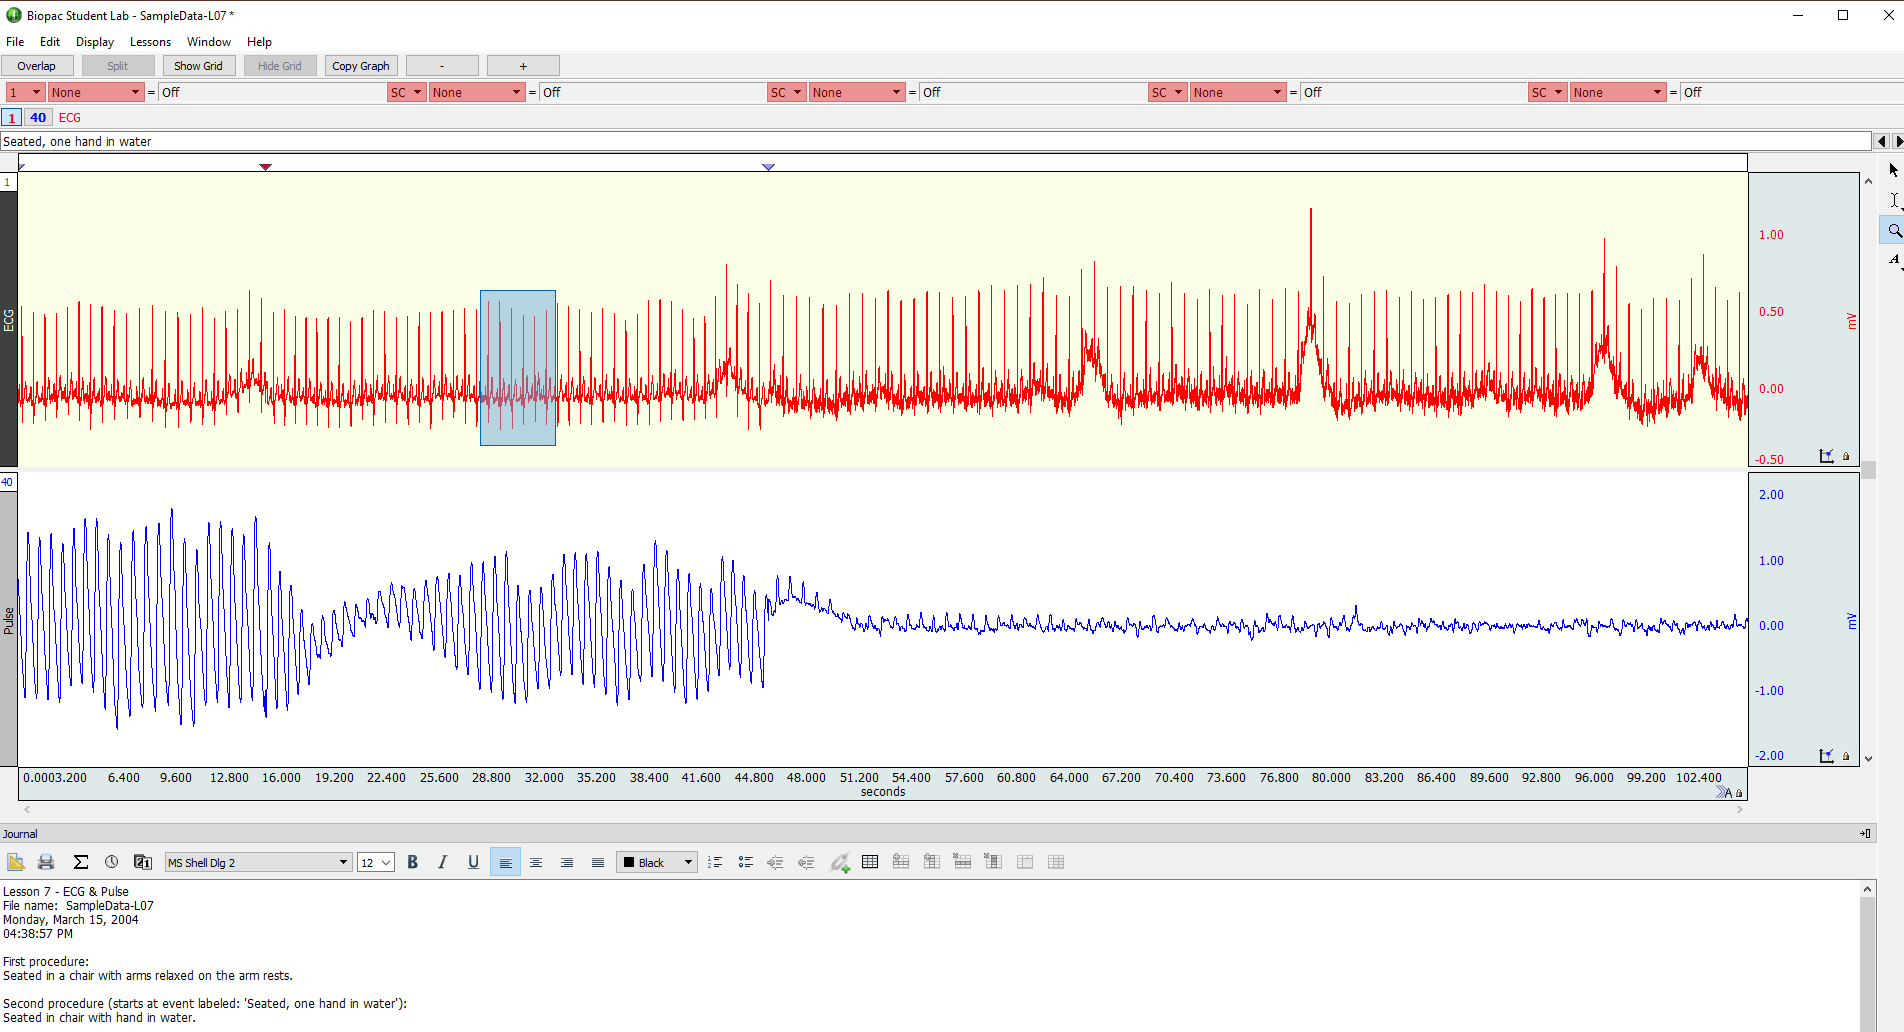 Biopac Student Lab - SampleData-L07 *
File Edit Display Lessons Window Help
Overlap Split Show Grid Hide Grid Copy Graph - +
1 None = Off SC None = Off SC None = Off SC None = Off SC None = Off
1 40 ECG
Seated, one hand in water
1
ECG
1.00
0.50
0.00
-0.50
mV
40
Pulse
2.00
1.00
0.00
-1.00
-2.00
mV
0.000 3.200 6.400 9.600 12.800 16.000 19.200 22.400 25.600 28.800 32.000 35.200 38.400 41.600 44.800 48.000 51.200 54.400 57.600 60.800 64.000 67.200 70.400 73.600 76.800 80.000 83.200 86.400 89.600 92.800 96.000 99.200 102.400
seconds
A
Journal
MS Shell Dlg 2 12 B I U Black
Lesson 7 - ECG & Pulse
File name: SampleData-L07
Monday, March 15, 2004
04:38:57 PM
First procedure:
Seated in a chair with arms relaxed on the arm rests.
Second procedure (starts at event labeled: 'Seated, one hand in water'):
Seated in chair with hand in water.